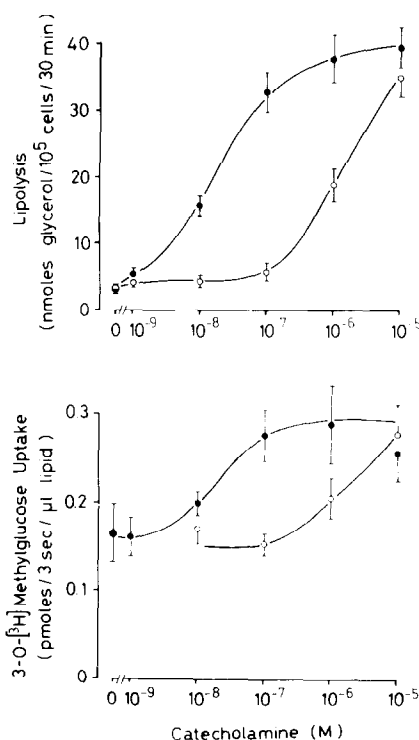 Lipolysis
(nmoles glycerol/10⁵ cells/30 min)
40
30
20
10
0
0 10⁻⁹ 10⁻⁸ 10⁻⁷ 10⁻⁶ 10⁻⁵
3-O-[³H]Methylglucose Uptake
(pmoles/3 sec/µl lipid)
0.3
0.2
0.1
0
0 10⁻⁹ 10⁻⁸ 10⁻⁷ 10⁻⁶ 10⁻⁵
Catecholamine (M)